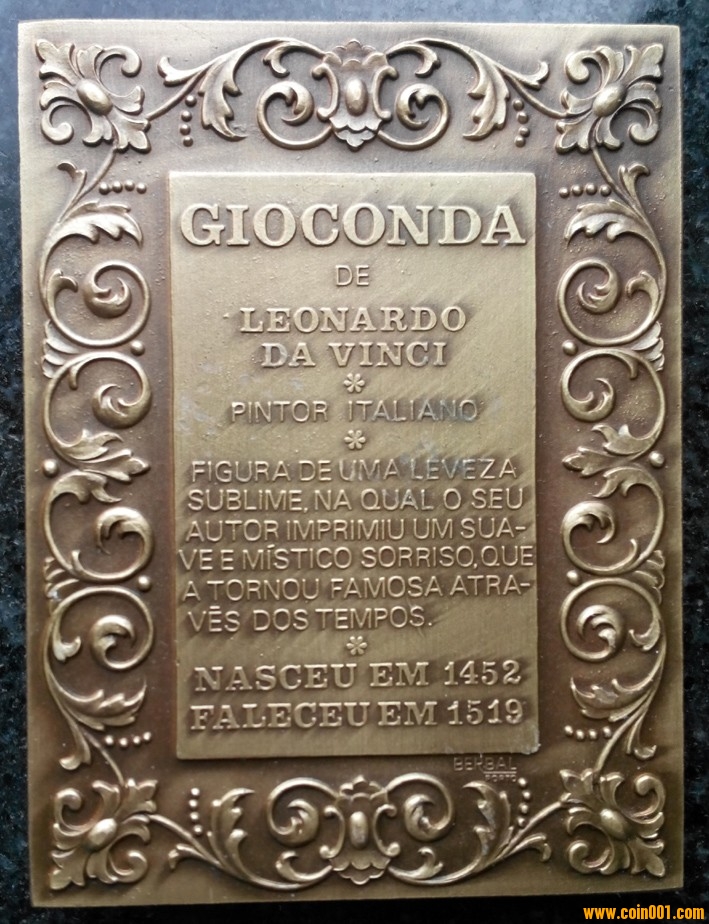 GIOCONDA
DE
LEONARDO
DA VINCI
*
PINTOR ITALIANO
*
FIGURA DE UMA LEVEZA
SUBLIME, NA QUAL O SEU
AUTOR IMPRIMIU UM SUA-
VE E MÍSTICO SORRISO, QUE
A TORNOU FAMOSA ATRA-
VÉS DOS TEMPOS.
*
NASCEU EM 1452
FALECEU EM 1519
BERBAL
PORTO
www.coin001.com